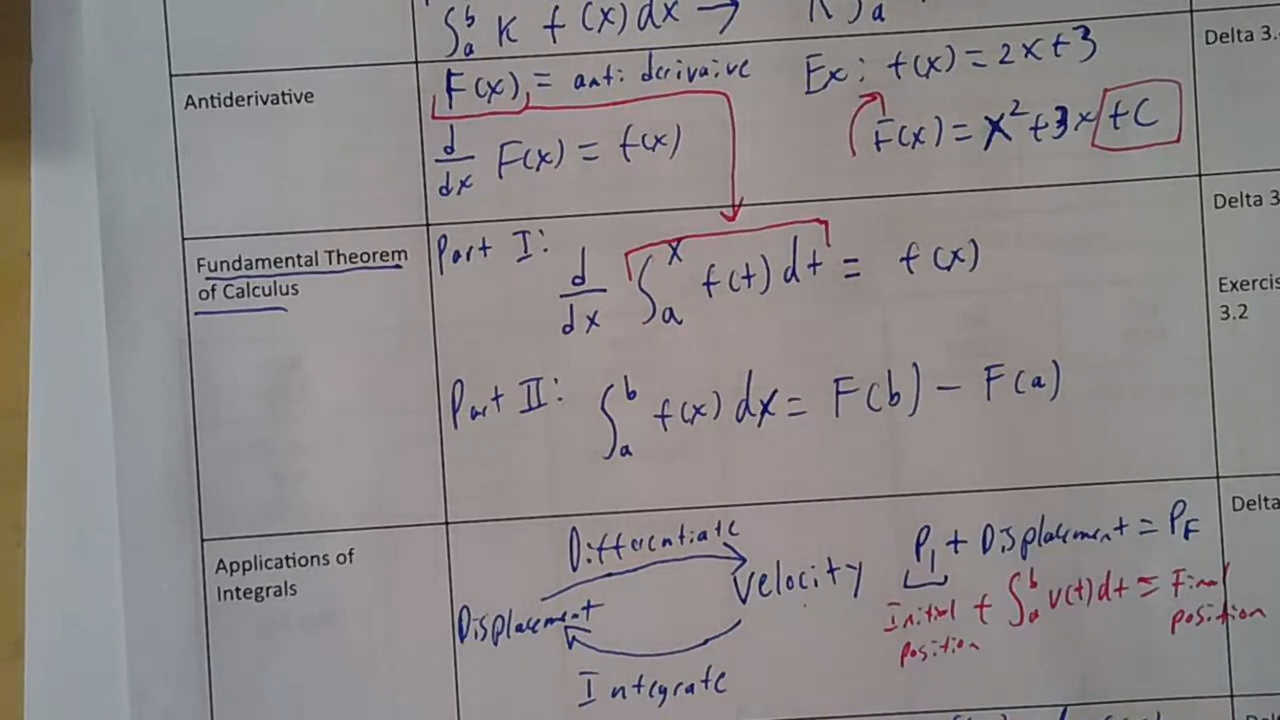 ∫ₐᵇ K f(x) dx → K ∫ₐ
Antiderivative
F(x) = anti derivaive
d/dx F(x) = f(x)
Ex: f(x) = 2x+3
F(x) = x²+3x+C
Delta 3.
Fundamental Theorem
of Calculus
Part I: d/dx ∫ₐˣ f(t) dt = f(x)
Part II: ∫ₐᵇ f(x) dx = F(b) - F(a)
Delta 3
Exercis
3.2
Applications of
Integrals
Differentiate
Displacement
Velocity
Integrate
P₁ + Displacement = P_F
Initial position + ∫ₐᵇ v(t)dt = Final position
Delta